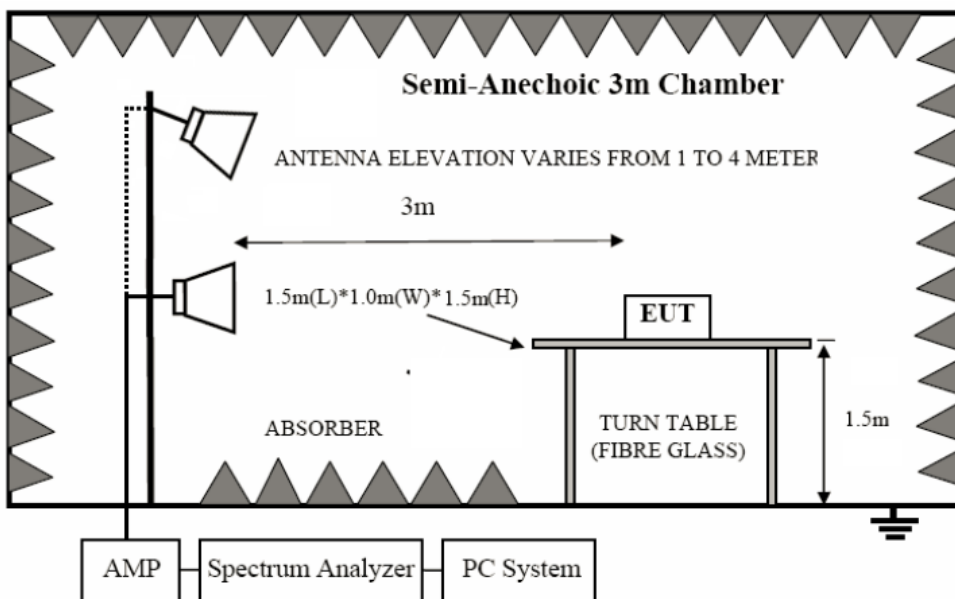 Semi-Anechoic 3m Chamber
ANTENNA ELEVATION VARIES FROM 1 TO 4 METER
3m
1.5m(L)*1.0m(W)*1.5m(H)
EUT
ABSORBER
TURN TABLE
(FIBRE GLASS)
1.5m
AMP
Spectrum Analyzer
PC System